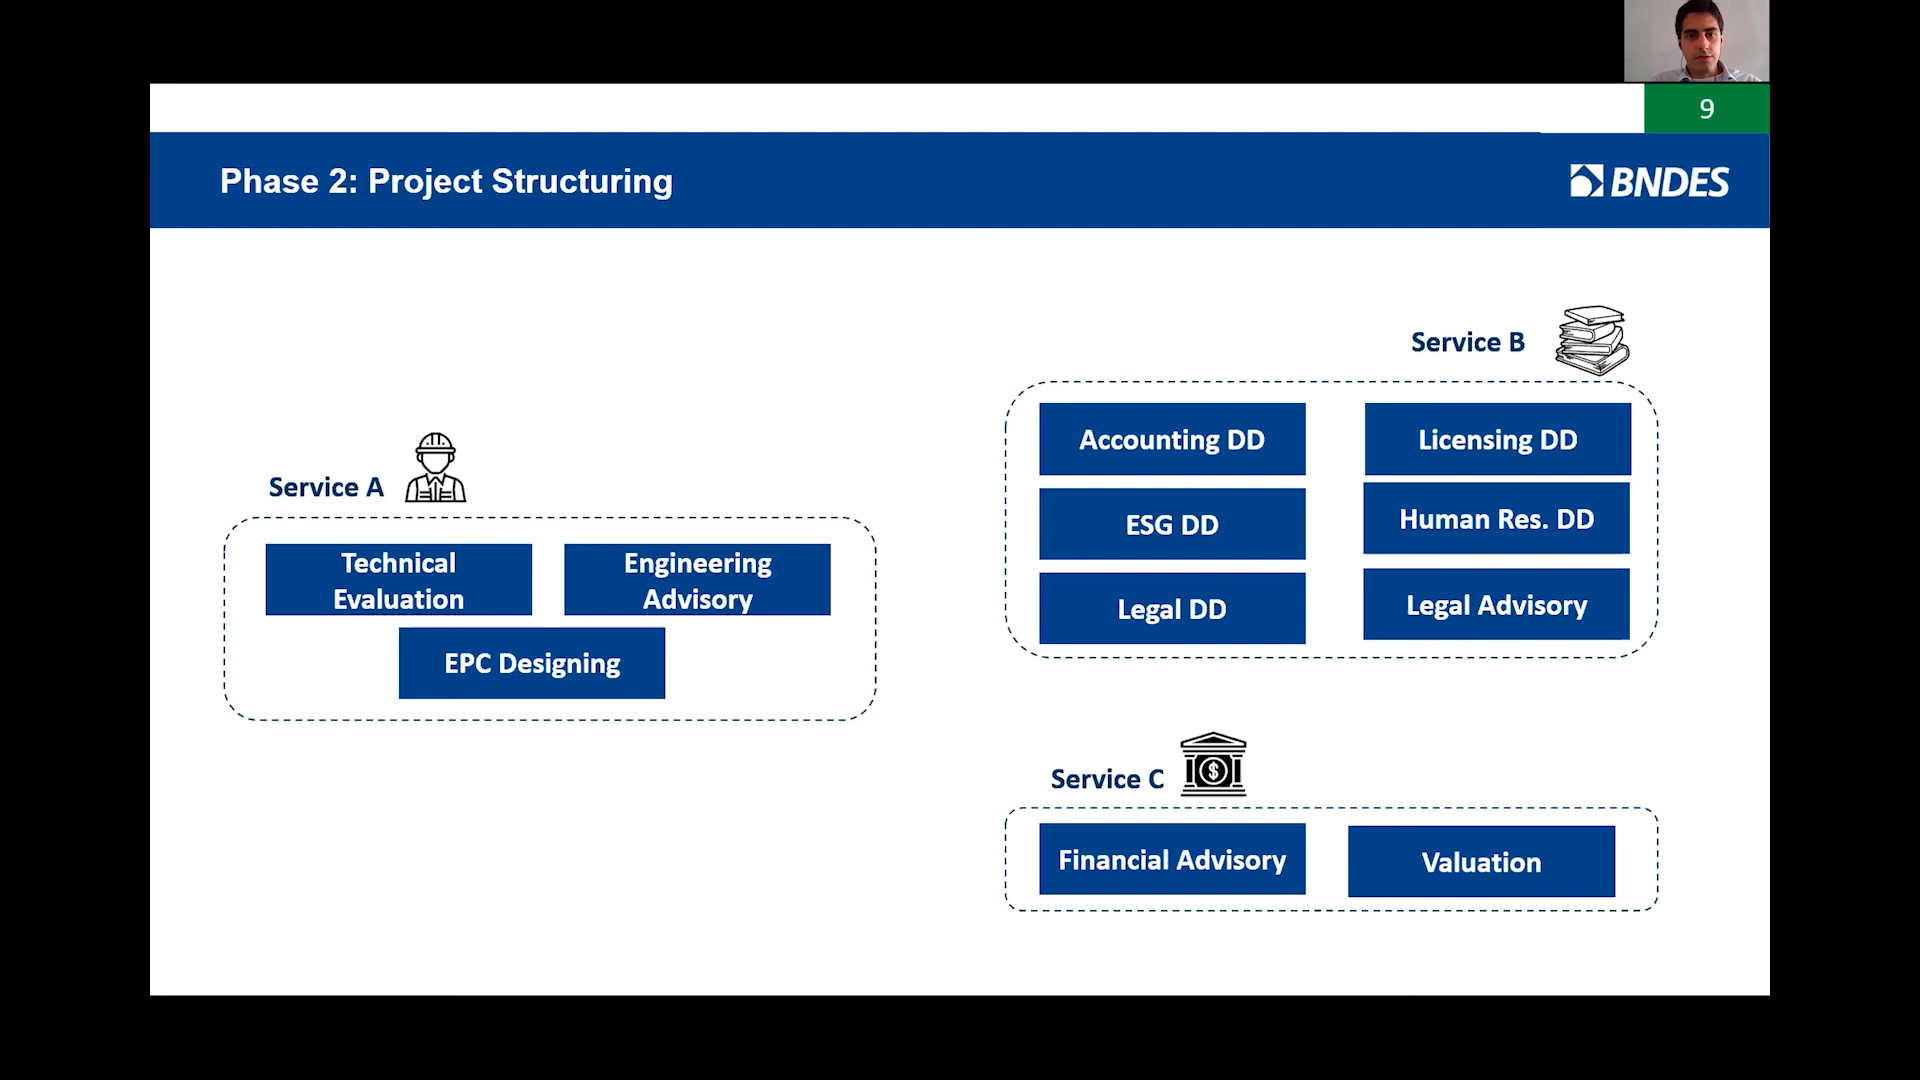 9
Phase 2: Project Structuring
BNDES
Service A
Technical
Evaluation
Engineering
Advisory
EPC Designing
Service B
Accounting DD
Licensing DD
ESG DD
Human Res. DD
Legal DD
Legal Advisory
Service C
$
Financial Advisory
Valuation